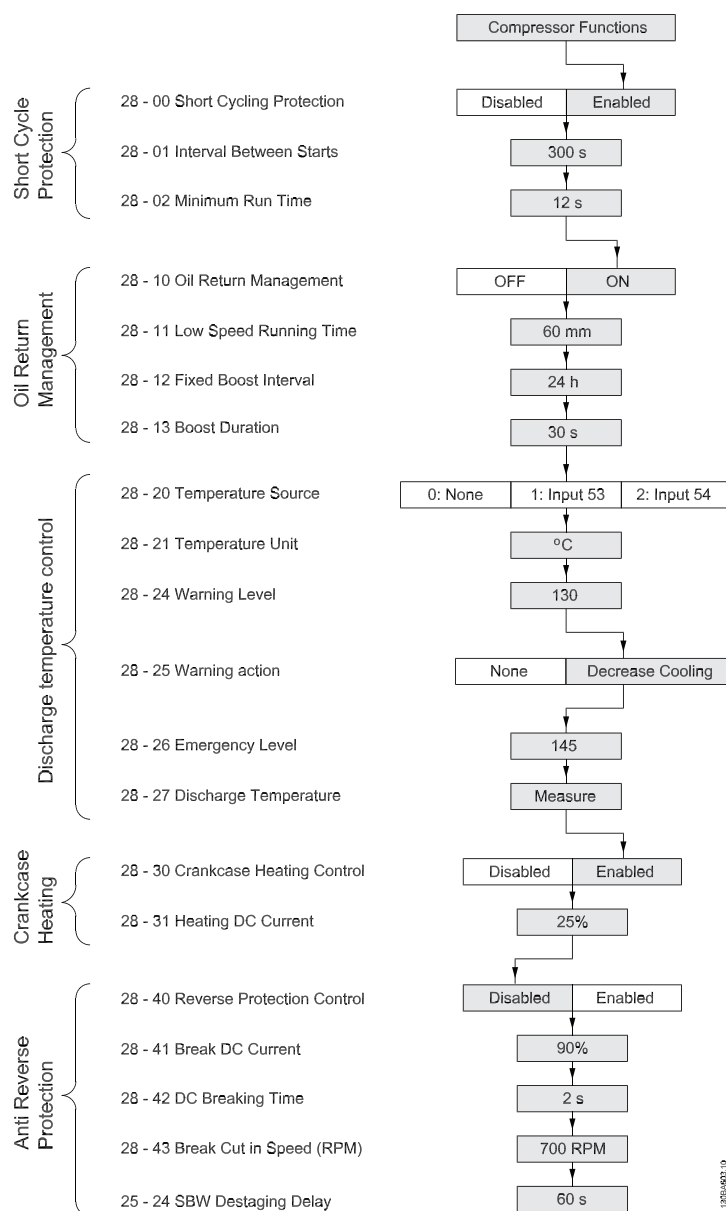 Compressor Functions
Short Cycle
Protection
28 - 00 Short Cycling Protection
Disabled
Enabled
28 - 01 Interval Between Starts
300 s
28 - 02 Minimum Run Time
12 s
Oil Return
Management
28 - 10 Oil Return Management
OFF
ON
28 - 11 Low Speed Running Time
60 mm
28 - 12 Fixed Boost Interval
24 h
28 - 13 Boost Duration
30 s
Discharge temperature control
28 - 20 Temperature Source
0: None
1: Input 53
2: Input 54
28 - 21 Temperature Unit
°C
28 - 24 Warning Level
130
28 - 25 Warning action
None
Decrease Cooling
28 - 26 Emergency Level
145
28 - 27 Discharge Temperature
Measure
Crankcase
Heating
28 - 30 Crankcase Heating Control
Disabled
Enabled
28 - 31 Heating DC Current
25%
Anti Reverse
Protection
28 - 40 Reverse Protection Control
Disabled
Enabled
28 - 41 Break DC Current
90%
28 - 42 DC Breaking Time
2 s
28 - 43 Break Cut in Speed (RPM)
700 RPM
25 - 24 SBW Destaging Delay
60 s